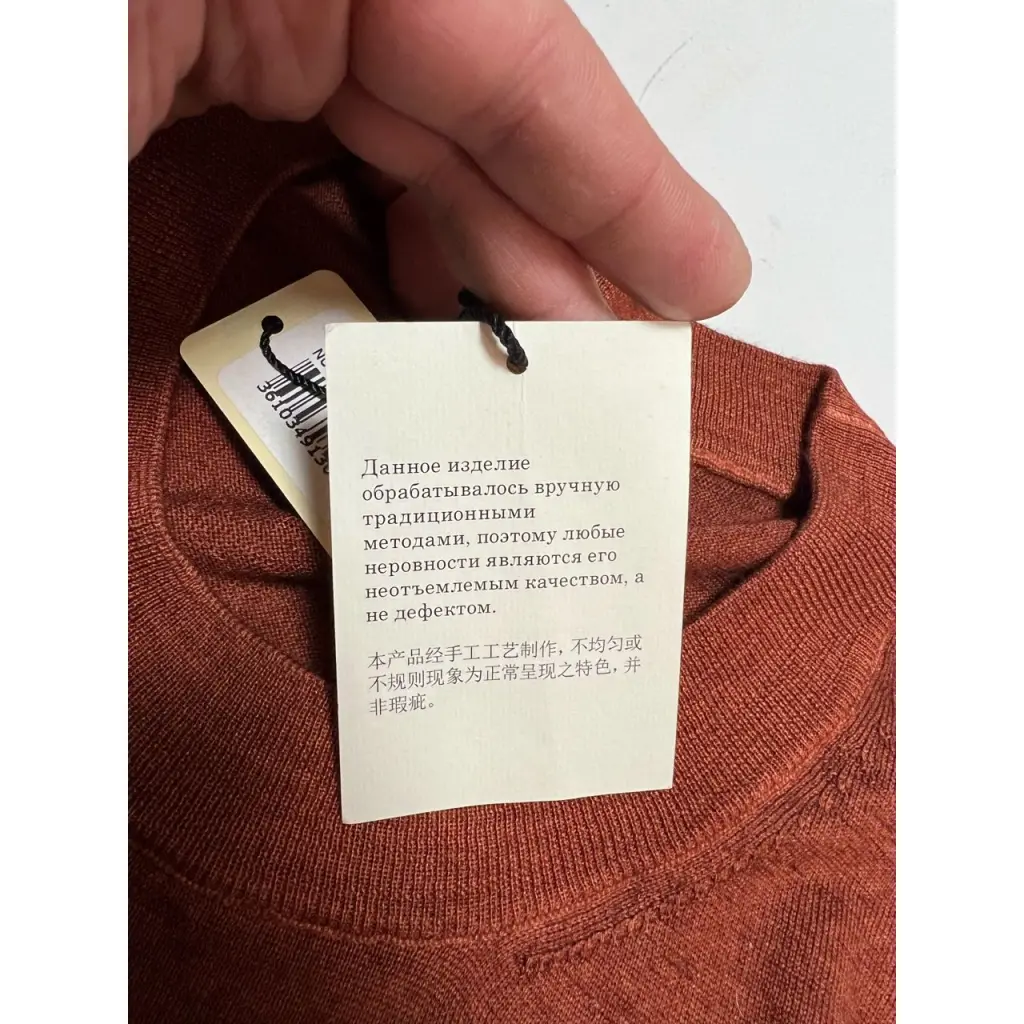 Данное изделие
обрабатывалось вручную
традиционными
методами, поэтому любые
неровности являются его
неотъемлемым качеством, а
не дефектом.
本产品经手工工艺制作，不均匀或
不规则现象为正常呈现之特色，并
非瑕疵。